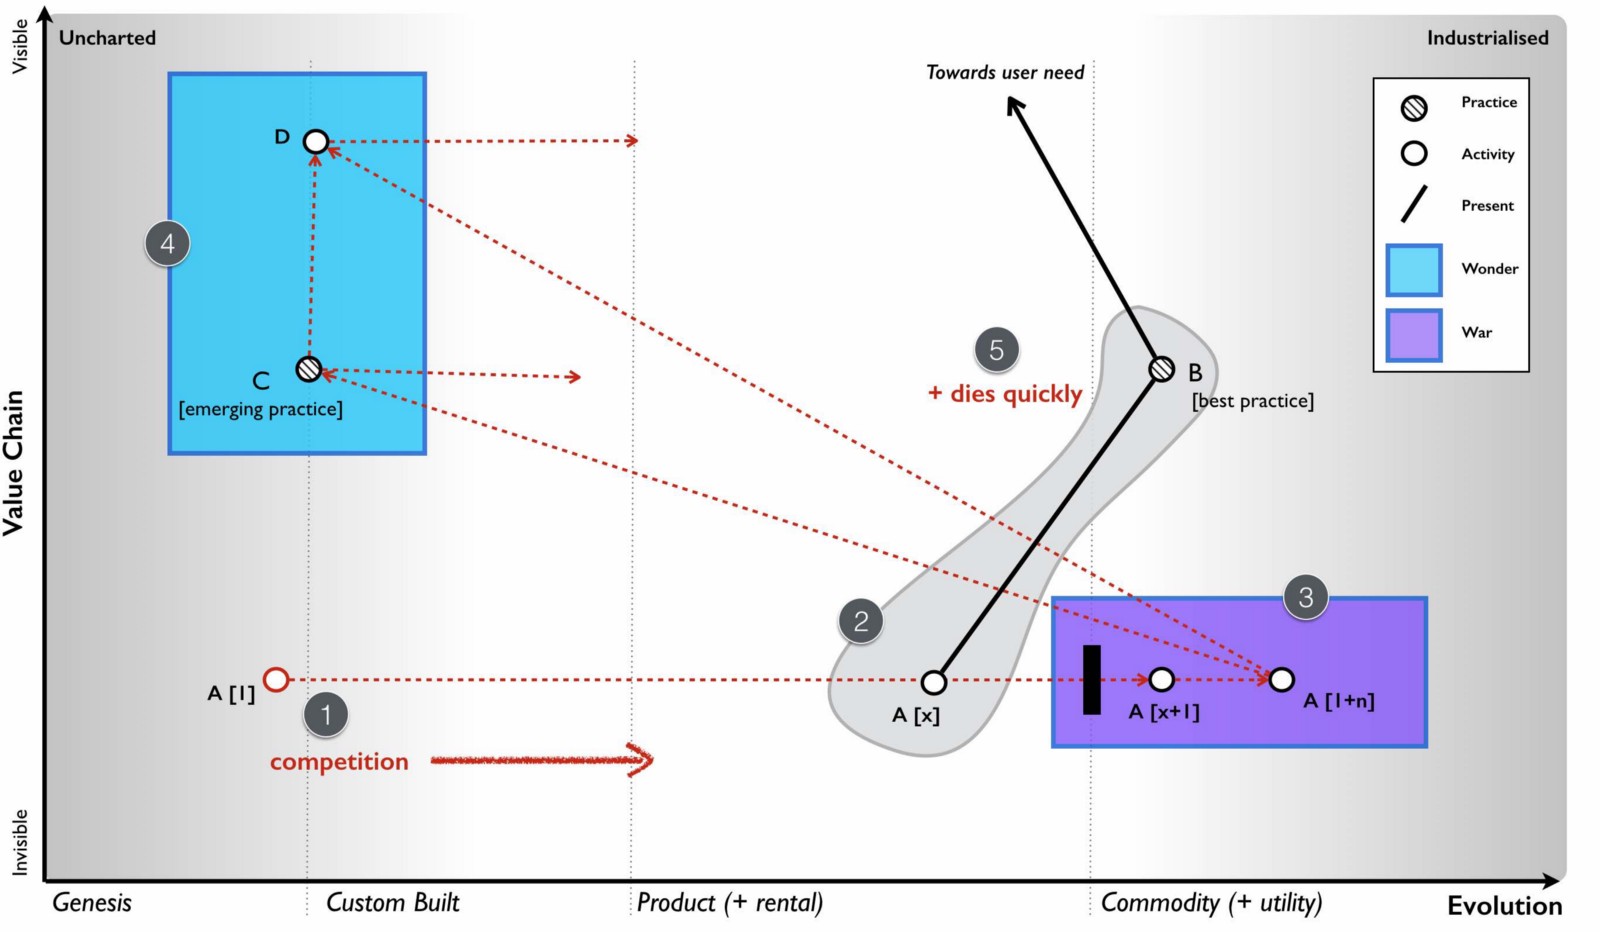 Visible
Uncharted
Industrialised
Towards user need
Practice
Activity
Present
Wonder
War
D
4
5
+ dies quickly
C
[emerging practice]
B
[best practice]
Value Chain
2
3
A [1]
1
A [x]
A [x+1]
A [1+n]
competition
Invisible
Genesis
Custom Built
Product (+ rental)
Commodity (+ utility)
Evolution